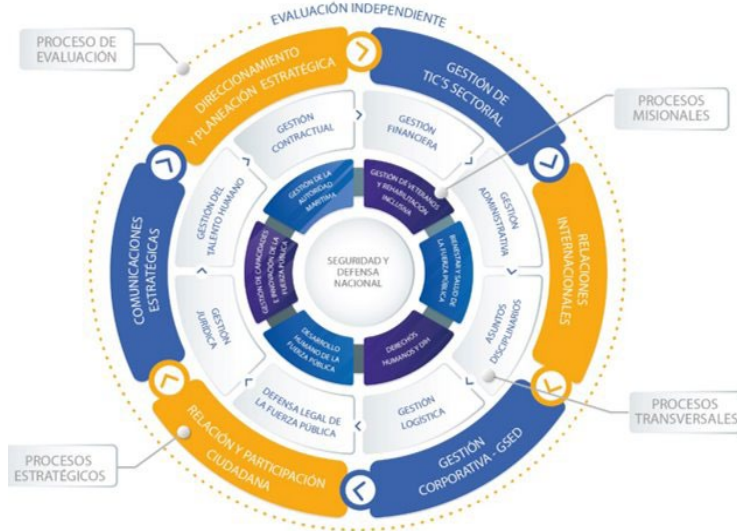 EVALUACIÓN INDEPENDIENTE
PROCESO DE
EVALUACIÓN
DIRECCIONAMIENTO
Y PLANEACIÓN ESTRATÉGICA
GESTIÓN DE
TIC'S SECTORIAL
PROCESOS
MISIONALES
GESTIÓN
CONTRACTUAL
GESTIÓN
FINANCIERA
GESTIÓN DEL
TALENTO HUMANO
GESTIÓN DE LA
AUTORIDAD
MARÍTIMA
GESTIÓN DE VETERANOS
Y REHABILITACIÓN
INCLUSIVA
GESTIÓN
ADMINISTRATIVA
COMUNICACIONES
ESTRATÉGICAS
GESTIÓN DE CAPACIDADES
E INNOVACIÓN DE LA
FUERZA PÚBLICA
SEGURIDAD Y
DEFENSA
NACIONAL
BIENESTAR Y SALUD DE
LA FUERZA PÚBLICA
RELACIONES
INTERNACIONALES
GESTIÓN
JURÍDICA
DESARROLLO
HUMANO DE LA
FUERZA PÚBLICA
DERECHOS
HUMANOS Y DIH
ASUNTOS
DISCIPLINARIOS
DEFENSA LEGAL DE
LA FUERZA PÚBLICA
GESTIÓN
LOGÍSTICA
PROCESOS
TRANSVERSALES
RELACIÓN Y PARTICIPACIÓN
CIUDADANA
GESTIÓN
CORPORATIVA - GSED
PROCESOS
ESTRATÉGICOS